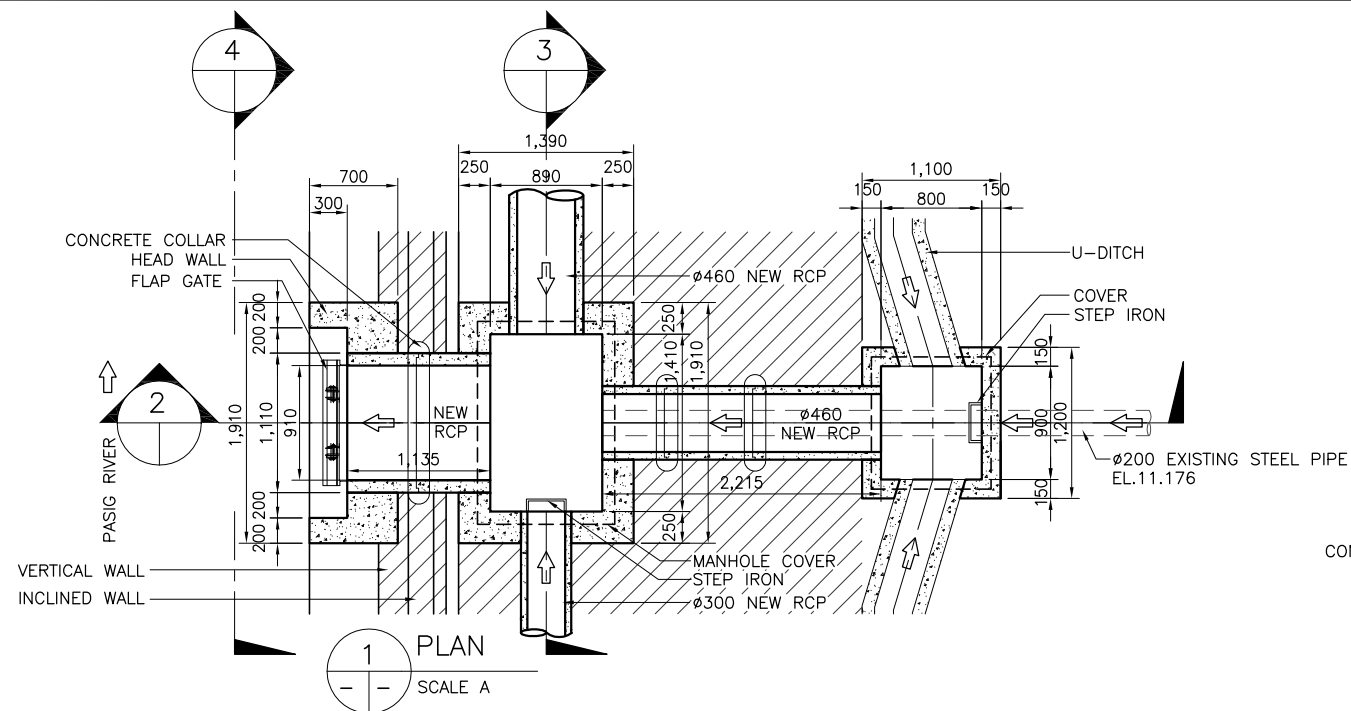 4
3
1,390
250
890
250
700
300
1,100
150
800
150
CONCRETE COLLAR
HEAD WALL
FLAP GATE
U-DITCH
ø460 NEW RCP
COVER
STEP IRON
200
200
1,910
1,110
910
200
200
250
1,410
1,910
250
150
900
1,200
150
2
PASIG RIVER
NEW
RCP
1,135
ø460
NEW RCP
2,215
ø200 EXISTING STEEL PIPE
EL.11.176
MANHOLE COVER
STEP IRON
ø300 NEW RCP
VERTICAL WALL
INCLINED WALL
CON
1
PLAN
SCALE A